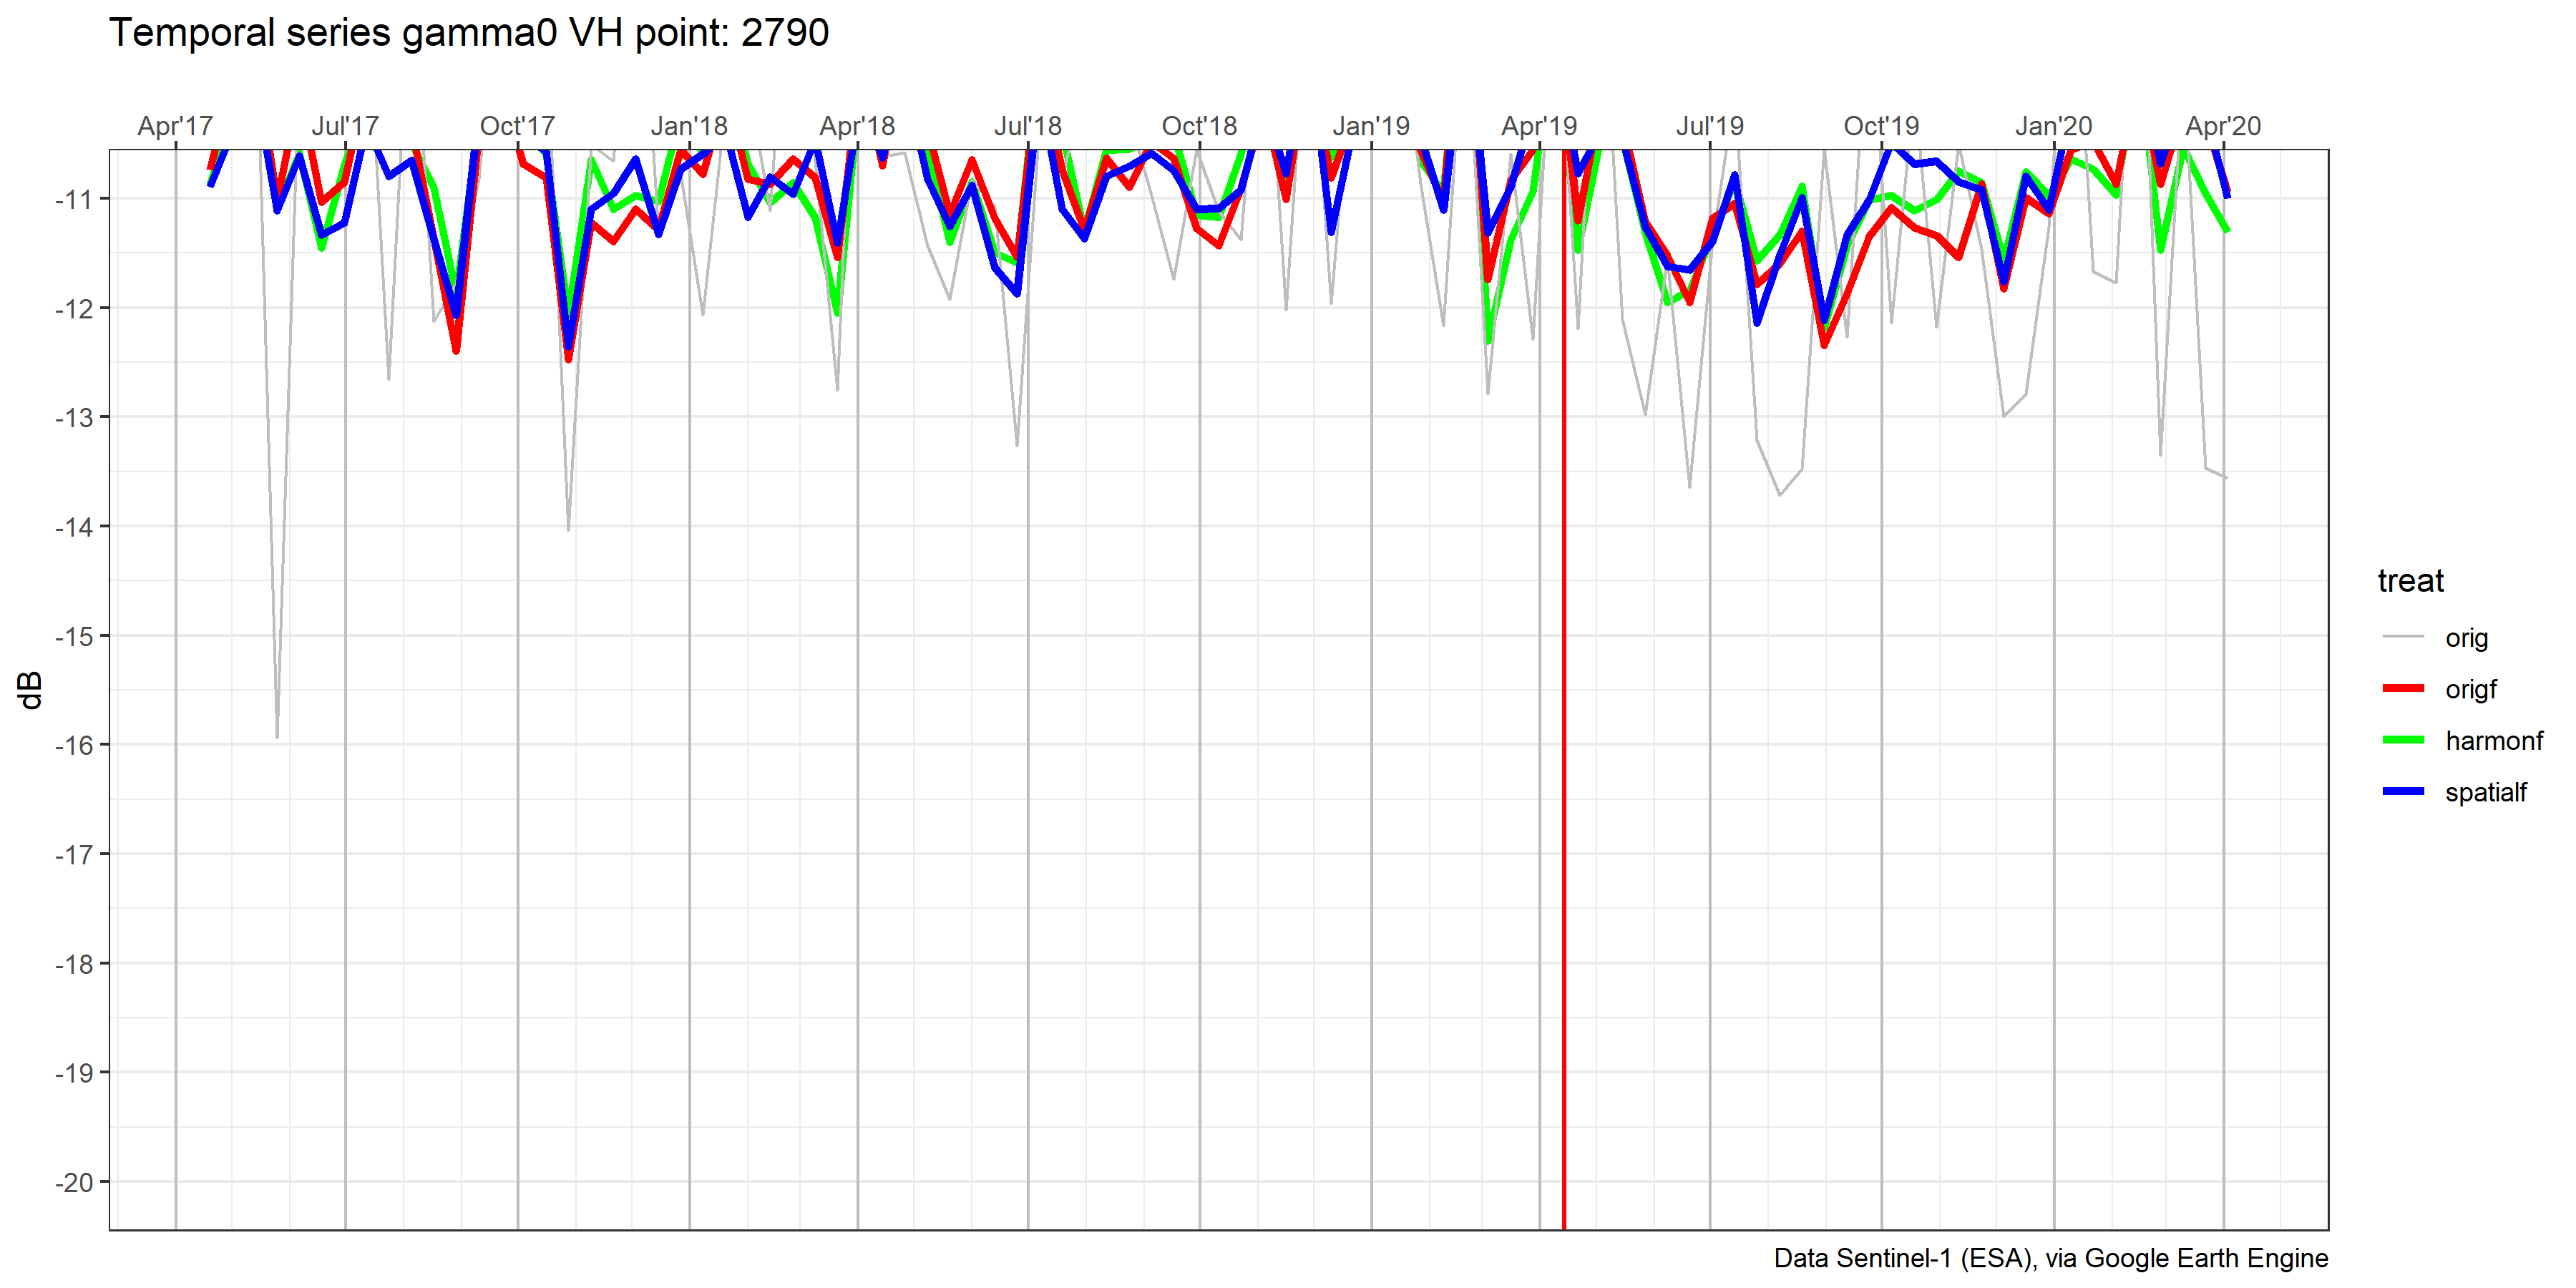 Temporal series gamma0 VH point: 2790
Apr'17 Jul'17 Oct'17 Jan'18 Apr'18 Jul'18 Oct'18 Jan'19 Apr'19 Jul'19 Oct'19 Jan'20 Apr'20
-11
-12
-13
-14
-15
-16
-17
-18
-19
-20
dB
treat
orig
origf
harmonf
spatialf
Data Sentinel-1 (ESA), via Google Earth Engine